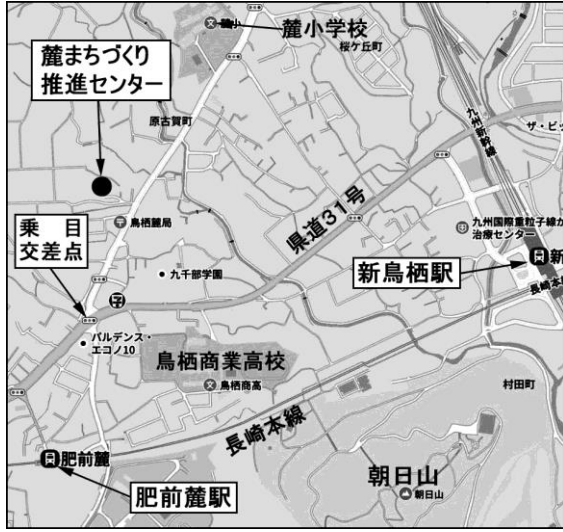 麓小学校
桜ケ丘町
麓まちづくり
推進センター
原古賀町
九州新幹線
ザ・ビッ
県道31号
鳥栖麓局
乗　目
交差点
九州国際重粒子線が
治療センター
九千部学園
新鳥栖駅
新
長崎本
バルデンス・
エコノ10
鳥栖商業高校
鳥栖商高
村田町
長崎本線
肥前麓
朝日山
朝日山
肥前麓駅